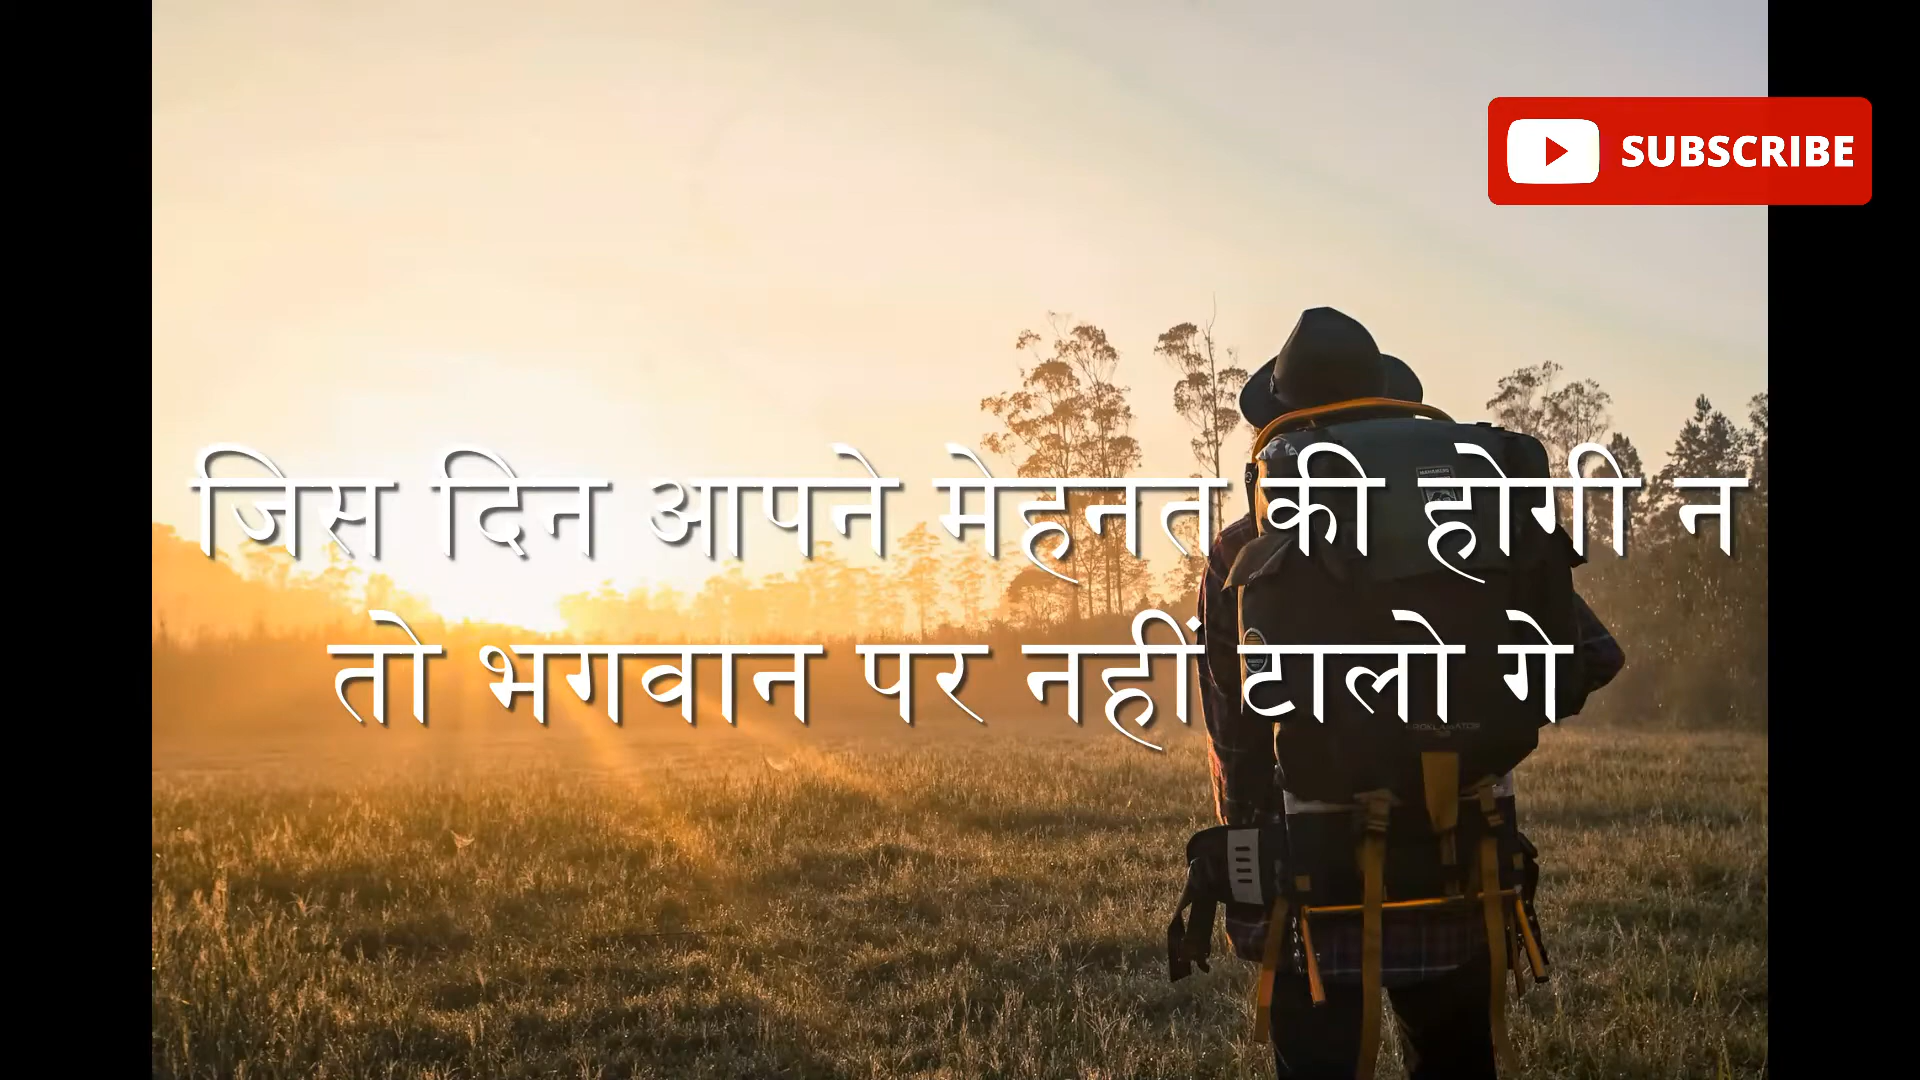 SUBSCRIBE
जिस दिन आपने मेहनत की होगी न
तो भगवान पर नहीं टालो गे